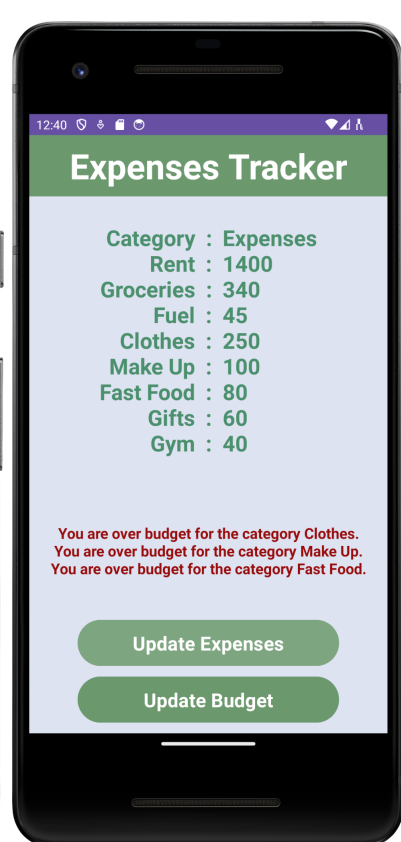 12:40
Expenses Tracker
Category : Expenses
Rent : 1400
Groceries : 340
Fuel : 45
Clothes : 250
Make Up : 100
Fast Food : 80
Gifts : 60
Gym : 40
You are over budget for the category Clothes.
You are over budget for the category Make Up.
You are over budget for the category Fast Food.
Update Expenses
Update Budget